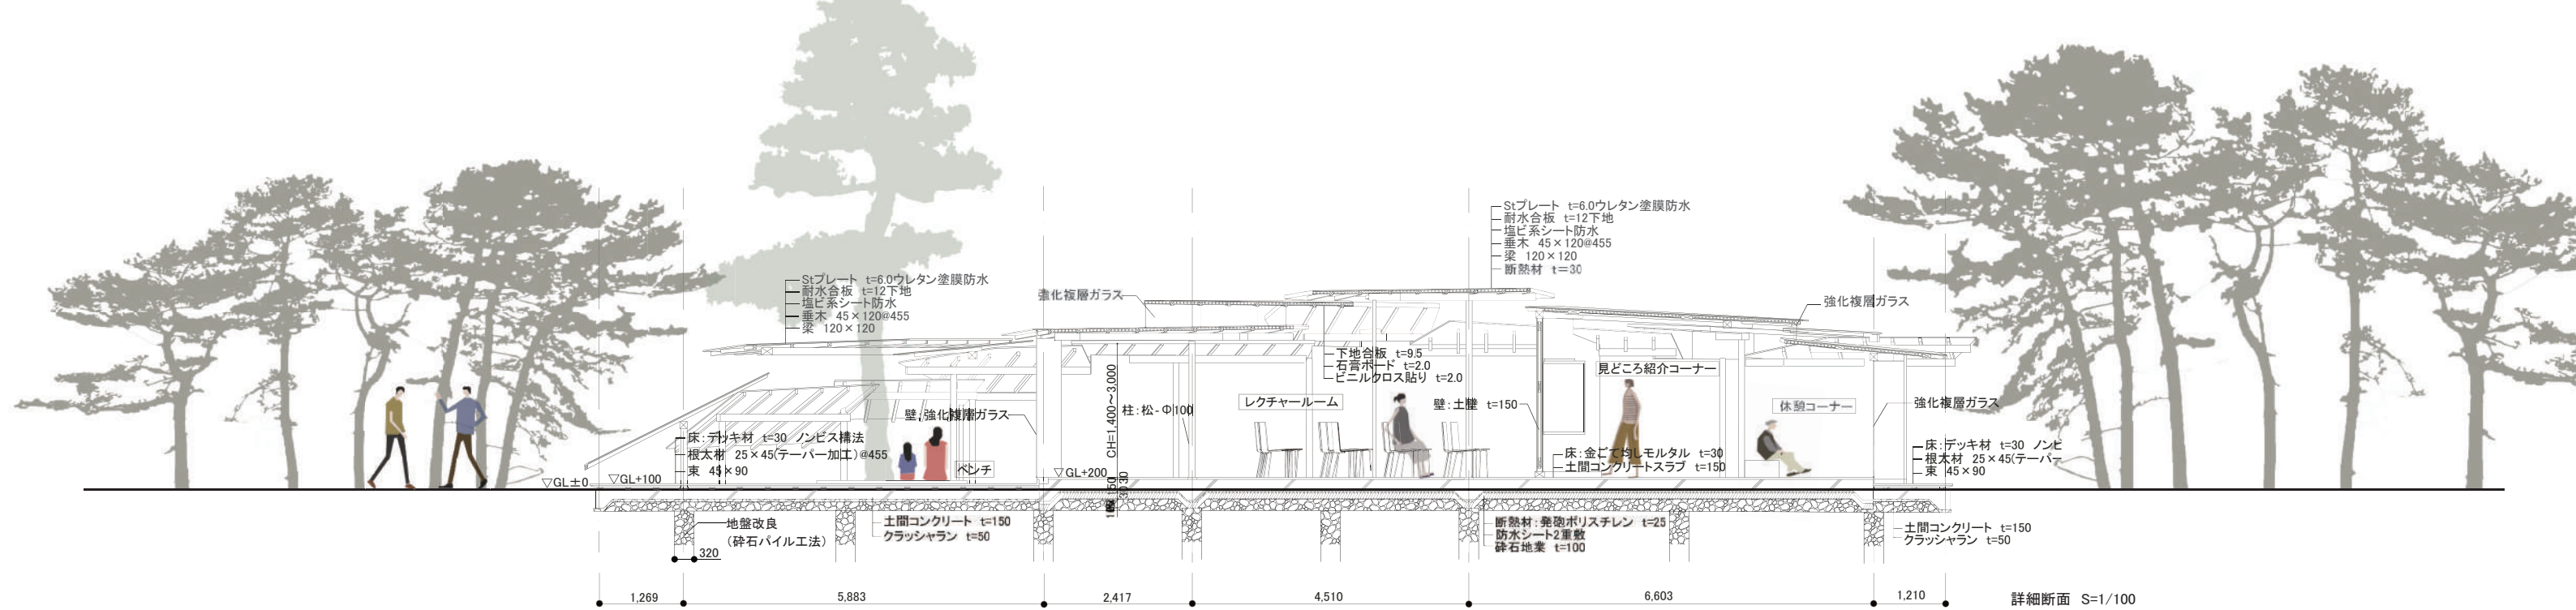 Stプレート t=6.0ウレタン塗膜防水
耐水合板 t=12下地
塩ビ系シート防水
垂木 45×120@455
梁 120×120
断熱材 t=30
Stプレート t=6.0ウレタン塗膜防水
耐水合板 t=12下地
塩ビ系シート防水
垂木 45×120@455
梁 120×120
強化複層ガラス
強化複層ガラス
下地合板 t=9.5
石膏ボード t=2.0
ビニルクロス貼り t=2.0
見どころ紹介コーナー
CH=1,400~3,000
柱:松-Φ100
レクチャールーム
壁:土壁 t=150
休憩コーナー
強化複層ガラス
壁:強化複層ガラス
床:デッキ材 t=30 ノンビス構法
根太材 25×45(テーパー加工)@455
束 45×90
ベンチ
床:金ごて均しモルタル t=30
土間コンクリートスラブ t=150
床:デッキ材 t=30 ノンビ
根太材 25×45(テーパー
束 45×90
▽GL±0
▽GL+100
▽GL+200
地盤改良
(砕石パイル工法)
320
土間コンクリート t=150
クラッシャラン t=50
断熱材:発砲ポリスチレン t=25
防水シート2重敷
砕石地業 t=100
土間コンクリート t=150
クラッシャラン t=50
1,269
5,883
2,417
4,510
6,603
1,210
詳細断面 S=1/100